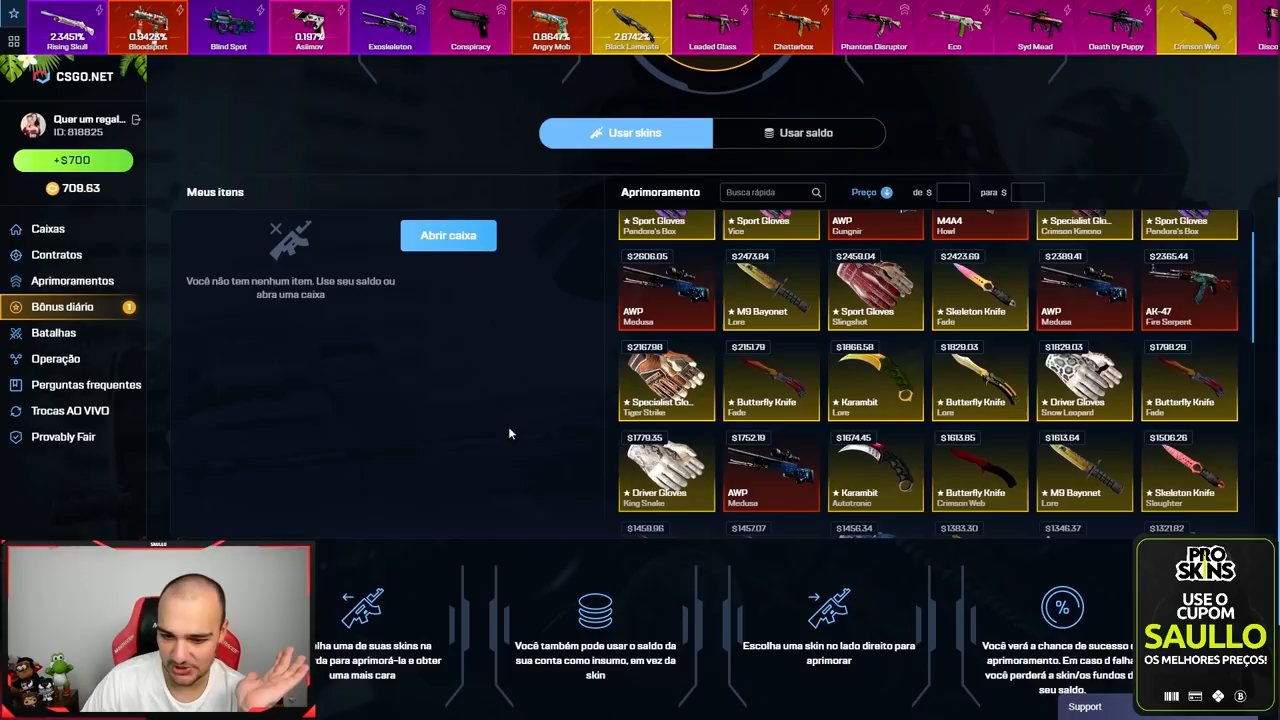 2.3451%
Rising Skull
0.9428%
Bloodsport
Blind Spot
0.197%
Asiimov
Exoskeleton
Conspiracy
0.8647%
Angry Mob
2.8742%
Black Laminate
Leaded Glass
Chatterbox
Phantom Disruptor
Eco
Syd Mead
Death by Puppy
Crimson Web
Disco
CSGO.NET
Quer um regal...
ID: 818825
+$700
709.63
Caixas
Contratos
Aprimoramentos
Bônus diário
1
Batalhas
Operação
Perguntas frequentes
Trocas AO VIVO
Provably Fair
Usar skins
Usar saldo
Meus itens
Abrir caixa
Você não tem nenhum item. Use seu saldo ou
abra uma caixa
Aprimoramento
Busca rápida
Preço
de $
para $
★ Sport Gloves
Pandora's Box
★ Sport Gloves
Vice
AWP
Gungnir
M4A4
Howl
★ Specialist Glo...
Crimson Kimono
★ Sport Gloves
Pandora's Box
$2606.05
AWP
Medusa
$2473.84
★ M9 Bayonet
Lore
$2459.04
★ Sport Gloves
Slingshot
$2423.69
★ Skeleton Knife
Fade
$2389.41
AWP
Medusa
$2365.44
AK-47
Fire Serpent
$2167.98
★ Specialist Glo...
Tiger Strike
$2151.79
★ Butterfly Knife
Fade
$1866.58
★ Karambit
Lore
$1829.03
★ Butterfly Knife
Lore
$1829.03
★ Driver Gloves
Snow Leopard
$1798.29
★ Butterfly Knife
Fade
$1779.35
★ Driver Gloves
King Snake
$1752.19
AWP
Medusa
$1674.45
★ Karambit
Autotronic
$1613.85
★ Butterfly Knife
Crimson Web
$1613.64
★ M9 Bayonet
Lore
$1506.26
★ Skeleton Knife
Slaughter
$1459.96
$1457.07
$1456.34
$1383.30
$1346.37
$1321.82
SAULLO
lha uma de suas skins na
rda para aprimorá-la e obter
uma mais cara
Você também pode usar o saldo da
sua conta como insumo, em vez da
skin
Escolha uma skin no lado direito para
aprimorar
%
Você verá a chance de sucesso
aprimoramento. Em caso d falha
você perderá a skin/os fundos d
seu saldo.
Support
PRO
SKINS
USE O
CUPOM
SAULLO
OS MELHORES PREÇOS!